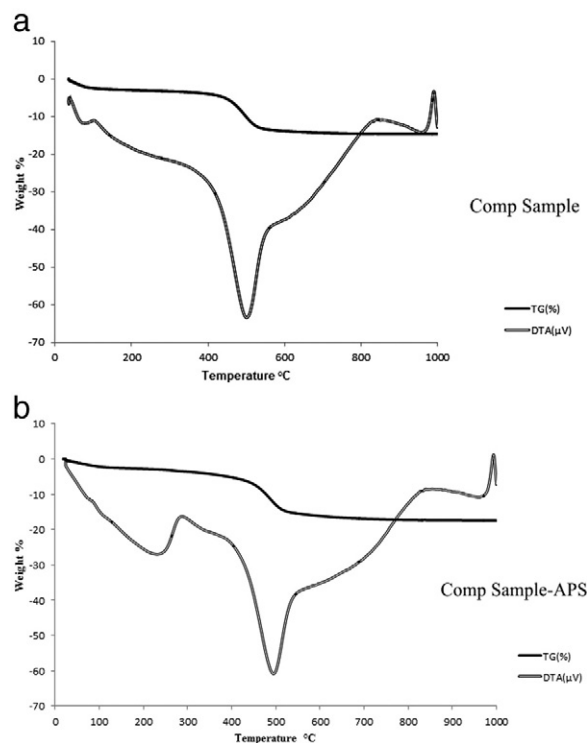 a
0
-10
-20
-30
-40
-50
-60
-70
Weight %
0 200 400 600 800 1000
Temperature ⁰C
Comp Sample
TG(%)
DTA(µV)
b
10
0
-10
-20
-30
-40
-50
-60
-70
Weight %
0 100 200 300 400 500 600 700 800 900 1000
Temperature ⁰C
Comp Sample-APS
TG(%)
DTA(µV)